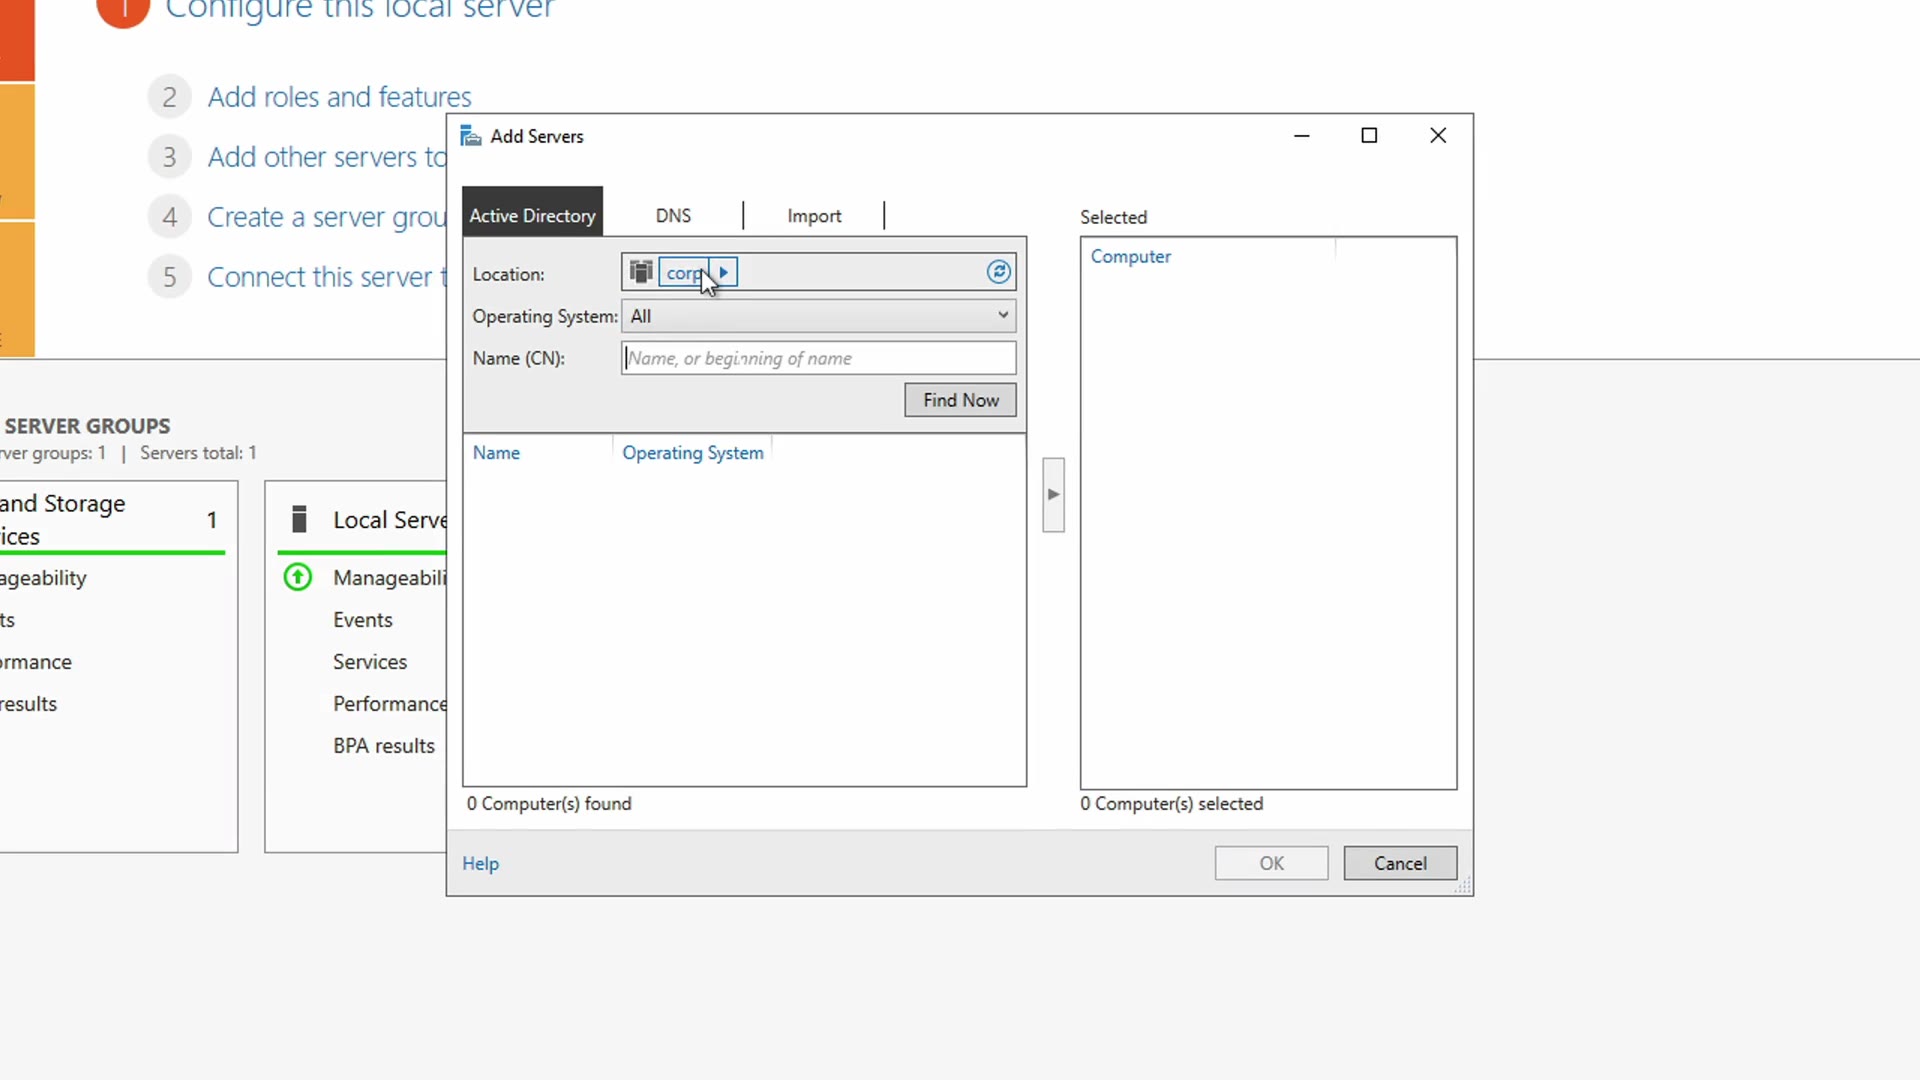 1 Configure this local server
2 Add roles and features
3 Add other servers to
4 Create a server grou
5 Connect this server t
SERVER GROUPS
rver groups: 1 | Servers total: 1
and Storage
ices
1
ageability
ts
ormance
results
Local Serve
Manageabili
Events
Services
Performance
BPA results
Add Servers
Active Directory
DNS
Import
Location:
corp
Operating System:
All
Name (CN):
Name, or beginning of name
Find Now
Name
Operating System
0 Computer(s) found
Selected
Computer
0 Computer(s) selected
Help
OK
Cancel